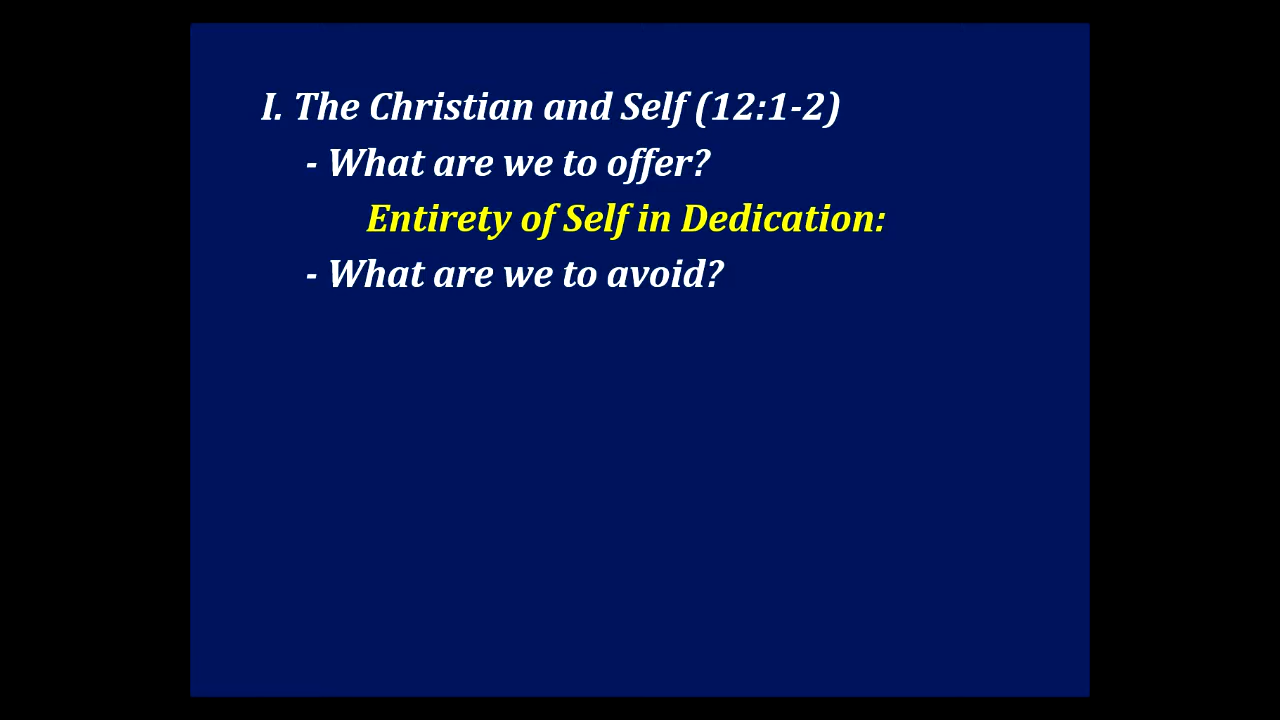 I. The Christian and Self (12:1-2)
- What are we to offer?
Entirety of Self in Dedication:
- What are we to avoid?